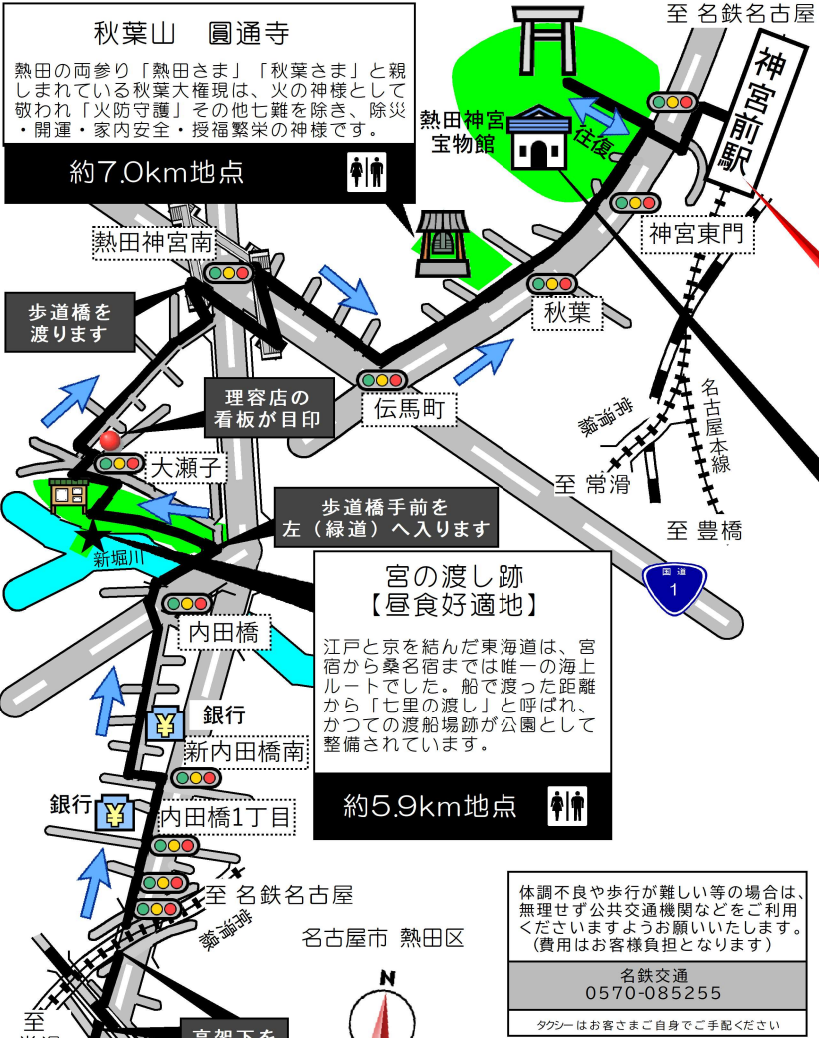 至 名鉄名古屋
秋葉山　圓通寺
熱田の両参り「熱田さま」「秋葉さま」と親
しまれている秋葉大権現は、火の神様として
敬われ「火防守護」その他七難を除き、除災
・開運・家内安全・授福繁栄の神様です。
約7.0km地点
神宮前駅
熱田神宮
宝物館
往復
神宮東門
熱田神宮南
秋葉
歩道橋を
渡ります
理容店の
看板が目印
伝馬町
常滑線
名古屋本線
大瀬子
至 常滑
歩道橋手前を
左（緑道）へ入ります
至 豊橋
新堀川
国道
1
宮の渡し跡
【昼食好適地】
江戸と京を結んだ東海道は、宮
宿から桑名宿までは唯一の海上
ルートでした。船で渡った距離
から「七里の渡し」と呼ばれ、
かつての渡船場跡が公園として
整備されています。
約5.9km地点
内田橋
銀行
新内田橋南
銀行
内田橋1丁目
至 名鉄名古屋
常滑線
名古屋市 熱田区
体調不良や歩行が難しい等の場合は、
無理せず公共交通機関などをご利用
くださいますようお願いいたします。
(費用はお客様負担となります)
名鉄交通
0570-085255
タクシーはお客さまご自身でご手配ください
N
至
高架下を